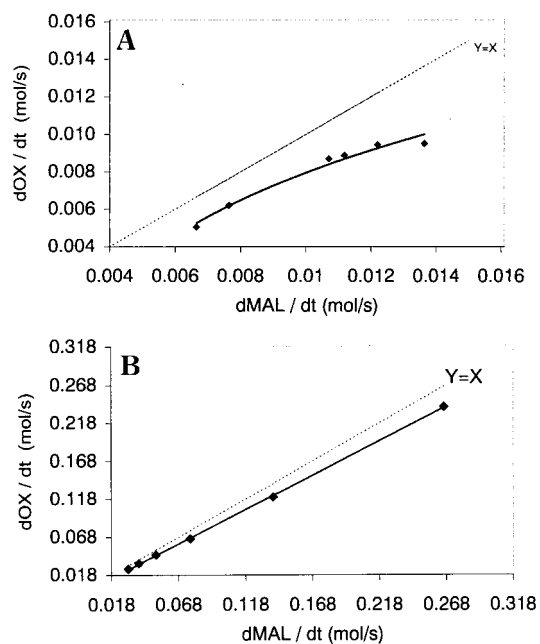 A
Y=X
dOX / dt (mol/s)
0.016
0.014
0.012
0.010
0.008
0.006
0.004
0.004 0.006 0.008 0.01 0.012 0.014 0.016
dMAL / dt (mol/s)
B
Y=X
dOX / dt (mol/s)
0.318
0.268
0.218
0.168
0.118
0.068
0.018
0.018 0.068 0.118 0.168 0.218 0.268 0.318
dMAL / dt (mol/s)